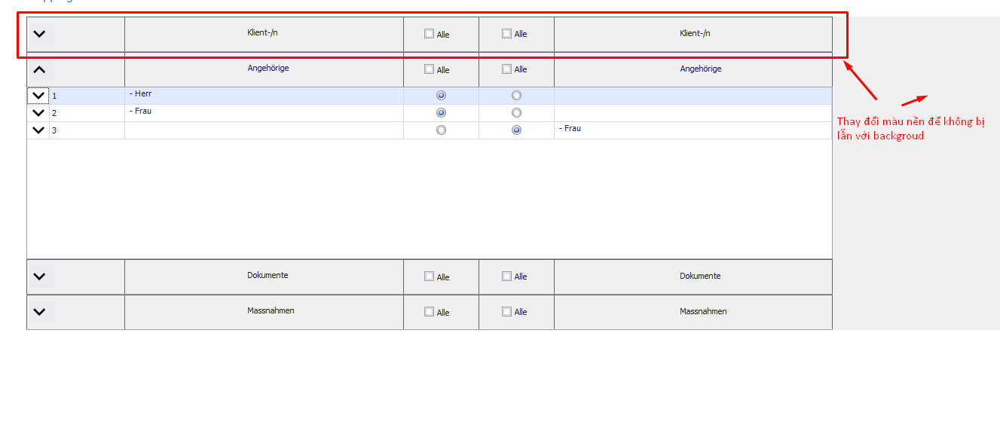 Klient-/n Alle Alle Klient-/n
Angehörige Alle Alle Angehörige
1 - Herr
2 - Frau
3 - Frau
Thay đổi màu nền để không bị
lẫn với backgroud
Dokumente Alle Alle Dokumente
Massnahmen Alle Alle Massnahmen